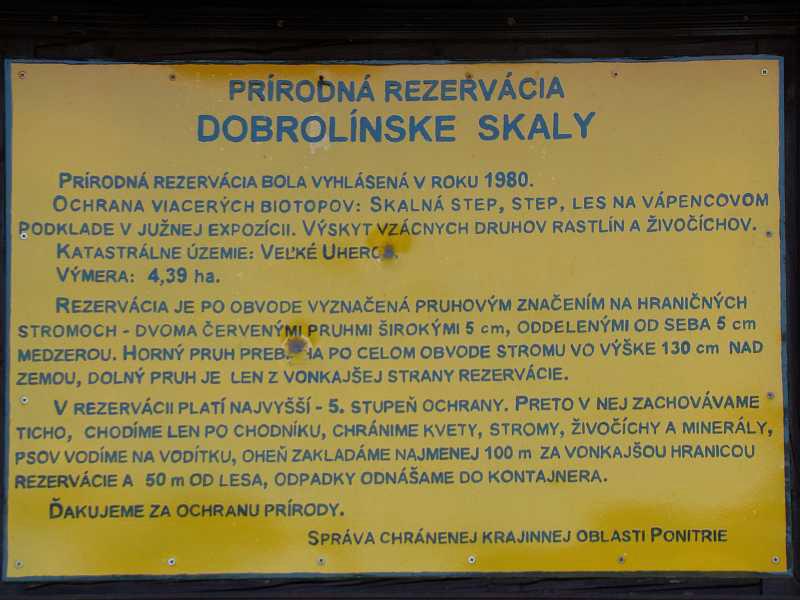 PRÍRODNÁ REZERVÁCIA
DOBROLÍNSKE SKALY
PRÍRODNÁ REZERVÁCIA BOLA VYHLÁSENÁ V ROKU 1980.
OCHRANA VIACERÝCH BIOTOPOV: SKALNÁ STEP, STEP, LES NA VÁPENCOVOM
PODKLADE V JUŽNEJ EXPOZÍCII. VÝSKYT VZÁCNYCH DRUHOV RASTLÍN A ŽIVOČÍCHOV.
KATASTRÁLNE ÚZEMIE: VEĽKÉ
VÝMERA: 4,39 ha.
REZERVÁCIA JE PO OBVODE VYZNAČENÁ PRUHOVÝM ZNAČENÍM NA HRANIČNÝCH
STROMOCH - DVOMA ČERVENÝMI PRUHMI ŠIROKÝMI 5 cm, ODDELENÝMI OD SEBA 5 cm
MEDZEROU. HORNÝ PRUH PO CELOM OBVODE STROMU VO VÝŠKE 130 cm NAD
ZEMOU, DOLNÝ PRUH JE LEN Z VONKAJŠEJ STRANY REZERVÁCIE.
V REZERVÁCII PLATÍ NAJVYŠŠÍ - 5. STUPEŇ OCHRANY. PRETO V NEJ ZACHOVÁVAME
TICHO, CHODÍME LEN PO CHODNÍKU, CHRÁNIME KVETY, STROMY, ŽIVOČÍCHY A MINERÁLY,
PSOV VODÍME NA VODÍTKU, OHEŇ ZAKLADÁME NAJMENEJ 100 m ZA VONKAJŠOU HRANICOU
REZERVÁCIE A 50 m OD LESA, ODPADKY ODNÁŠAME DO KONTAJNERA.
ĎAKUJEME ZA OCHRANU PRÍRODY.
SPRÁVA CHRÁNENEJ KRAJINNEJ OBLASTI PONITRIE